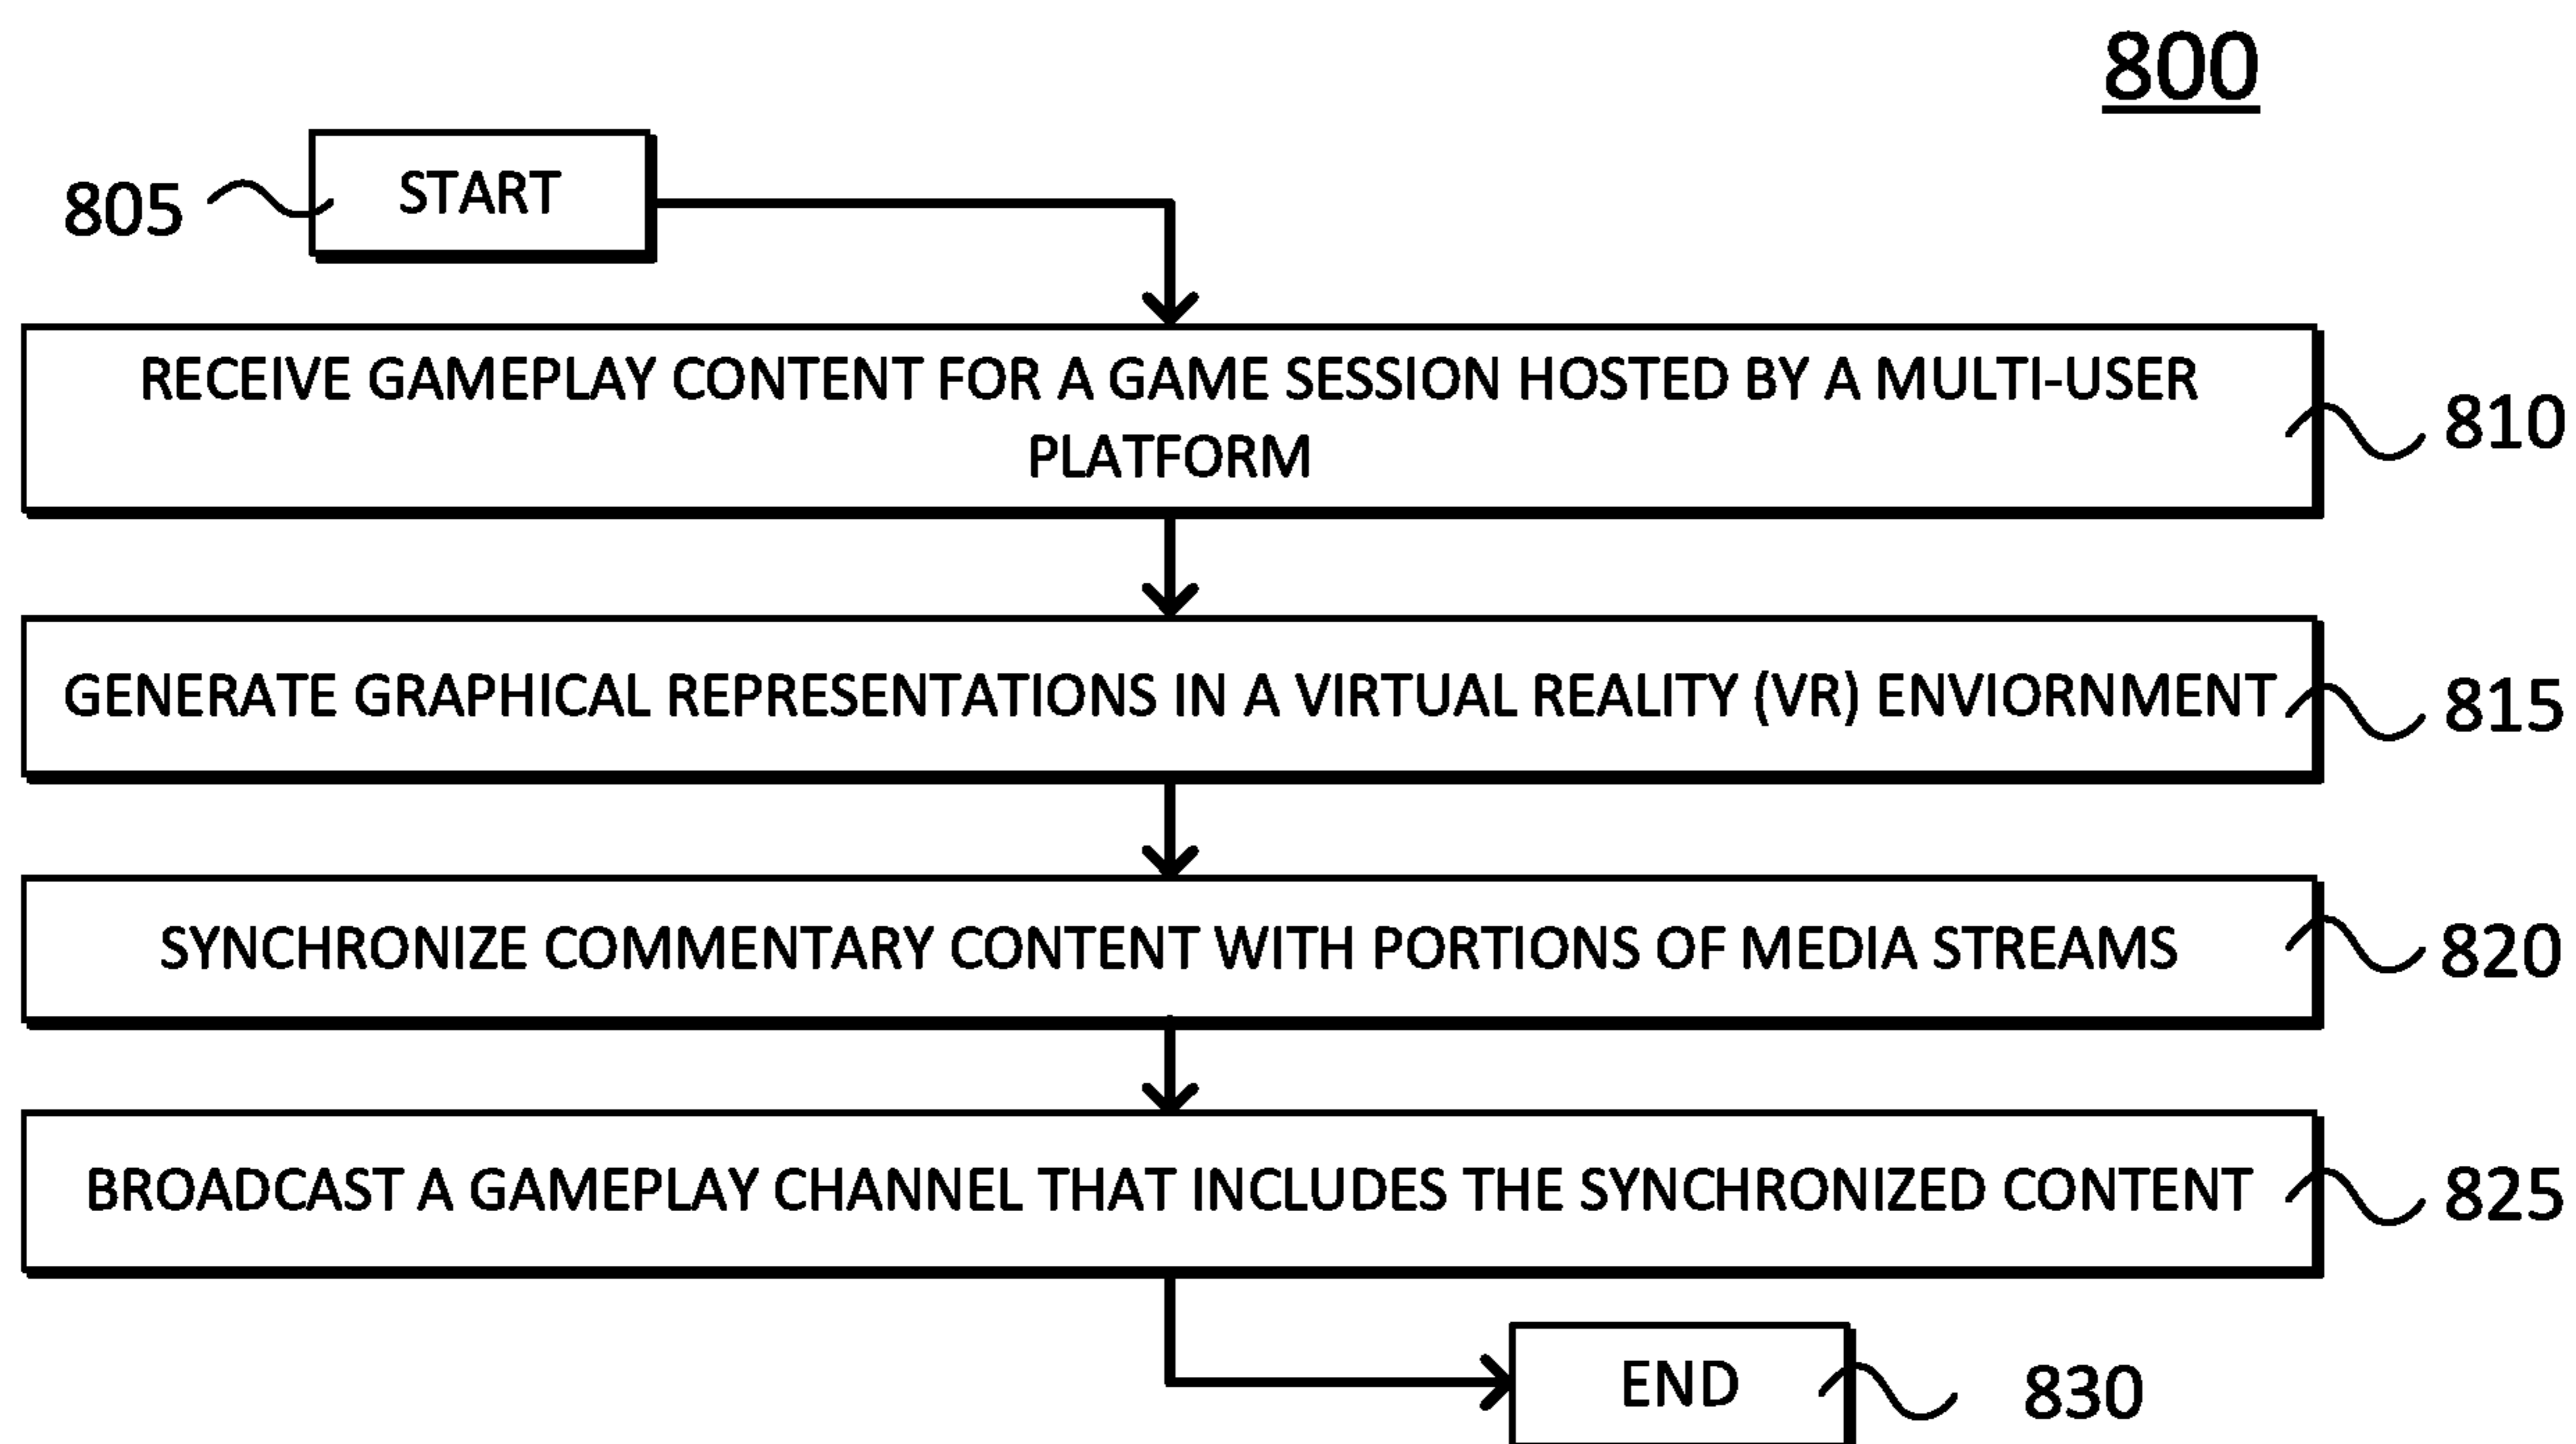 800
805
START
RECEIVE GAMEPLAY CONTENT FOR A GAME SESSION HOSTED BY A MULTI-USER
PLATFORM
810
GENERATE GRAPHICAL REPRESENTATIONS IN A VIRTUAL REALITY (VR) ENVIORNMENT
815
SYNCHRONIZE COMMENTARY CONTENT WITH PORTIONS OF MEDIA STREAMS
820
BROADCAST A GAMEPLAY CHANNEL THAT INCLUDES THE SYNCHRONIZED CONTENT
825
END
830